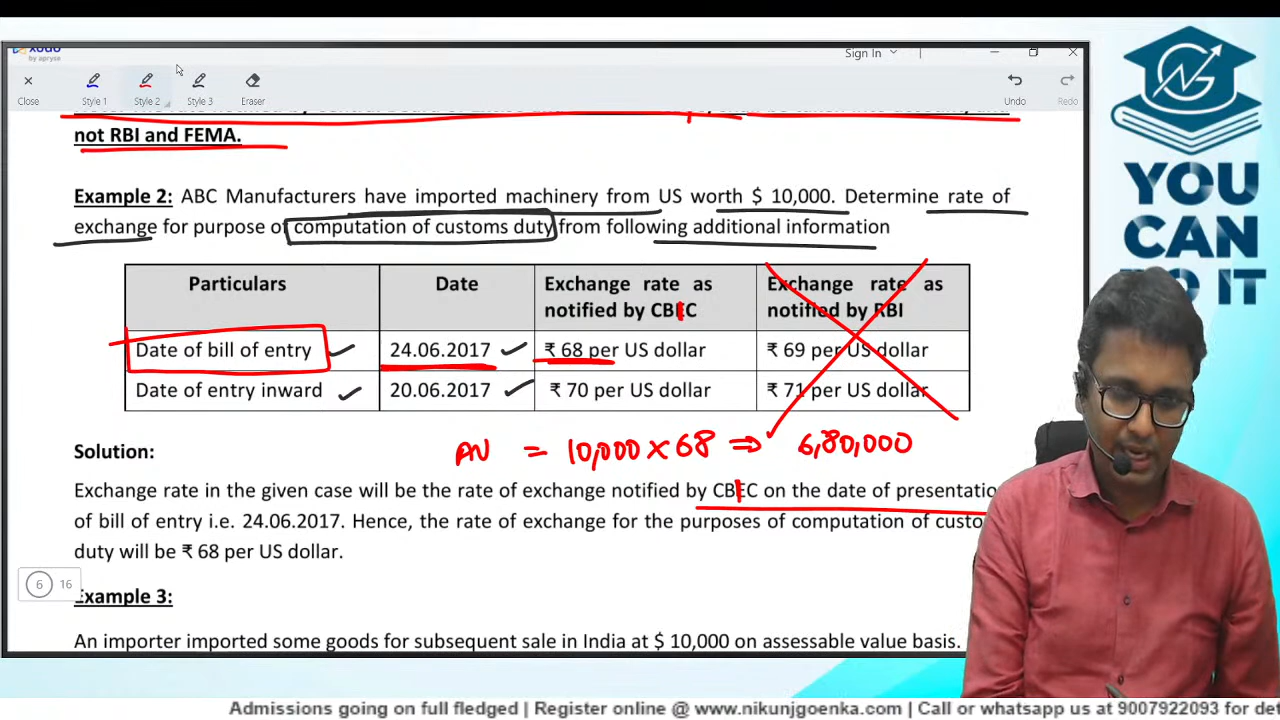 by apryse
Sign In
Close
Style 1
Style 2
Style 3
Eraser
Undo
Redo
not RBI and FEMA.
Example 2: ABC Manufacturers have imported machinery from US worth $ 10,000. Determine rate of
exchange for purpose of computation of customs duty from following additional information
Particulars
Date
Exchange rate as notified by CBEC
Exchange rate as notified by RBI
Date of bill of entry
24.06.2017
₹ 68 per US dollar
₹ 69 per US dollar
Date of entry inward
20.06.2017
₹ 70 per US dollar
₹ 71 per US dollar
AV = 10,000 × 68 ⇒ 6,80,000
Solution:
Exchange rate in the given case will be the rate of exchange notified by CBEC on the date of presentatio
of bill of entry i.e. 24.06.2017. Hence, the rate of exchange for the purposes of computation of custo
duty will be ₹ 68 per US dollar.
6 16
Example 3:
An importer imported some goods for subsequent sale in India at $ 10,000 on assessable value basis.
YOU
CAN
DO IT
Admissions going on full fledged | Register online @ www.nikunjgoenka.com | Call or whatsapp us at 9007922093 for det